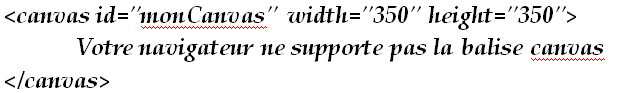 <canvas id="monCanvas" width="350" height="350">
Votre navigateur ne supporte pas la balise canvas
</canvas>